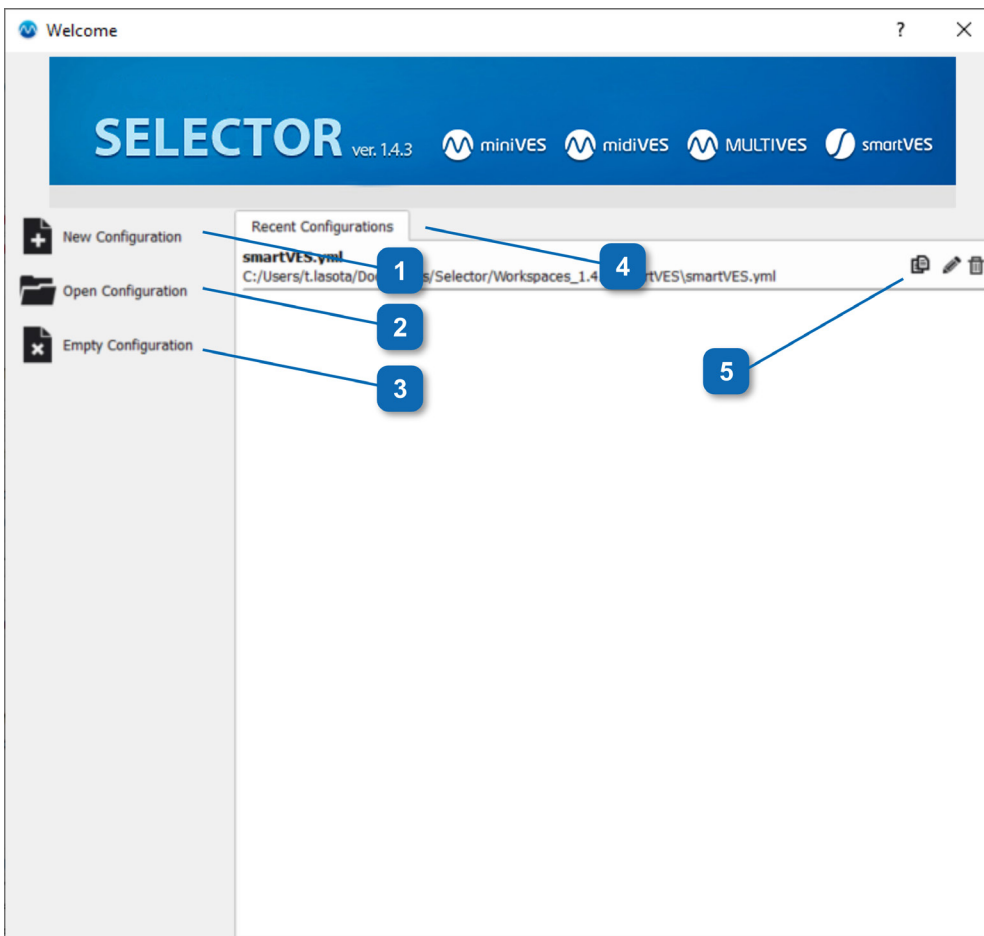 Welcome
?
SELECTOR ver. 1.4.3 miniVES midiVES MULTIVES smartVES
New Configuration
Open Configuration
Empty Configuration
Recent Configurations
smartVES.yml
C:/Users/t.lasota/Doc s/Selector/Workspaces_1.4 rtVES\smartVES.yml
1
2
3
4
5